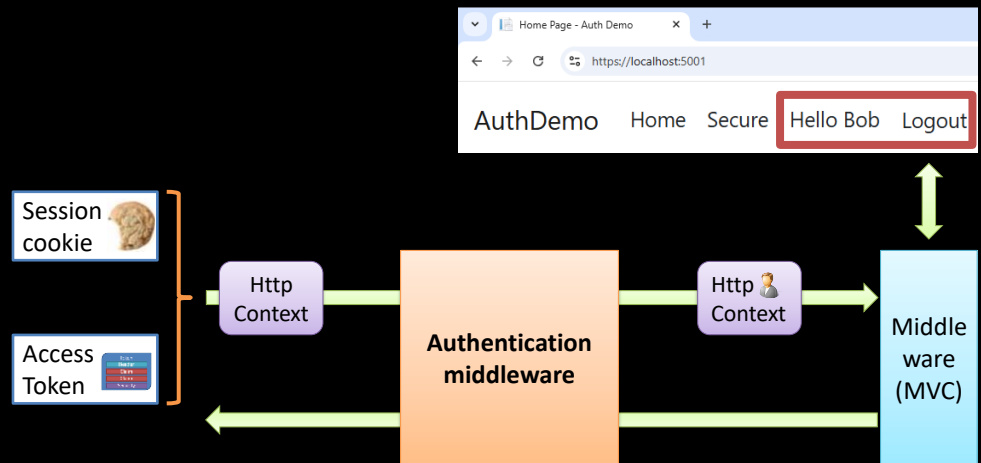 Home Page - Auth Demo
https://localhost:5001
AuthDemo Home Secure Hello Bob Logout
Session
cookie
Access
Token
Http
Context
Authentication
middleware
Http
Context
Middle
ware
(MVC)